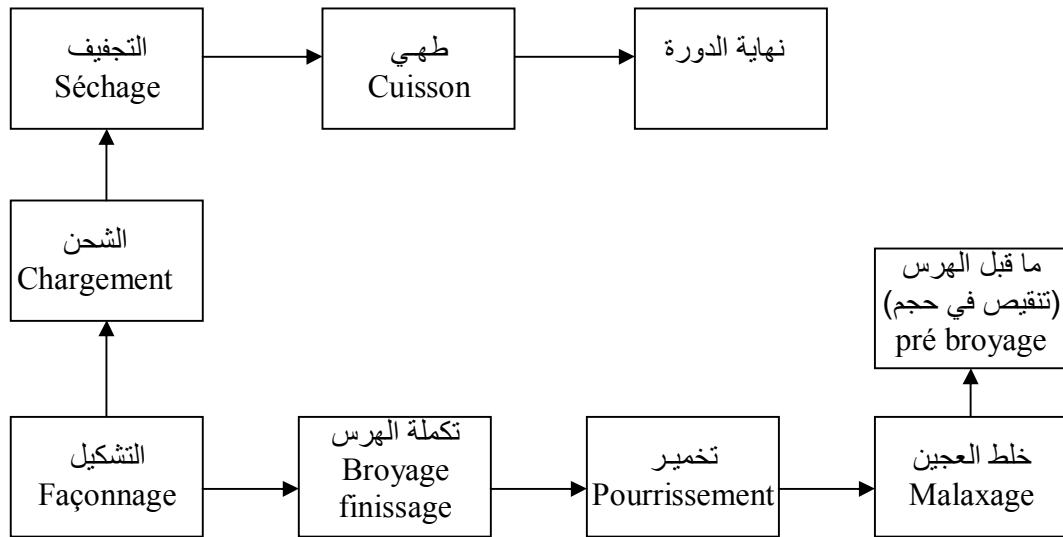 التجفيف
Séchage
طهـي
Cuisson
نهاية الدورة
الشحن
Chargement
ما قبل الهرس
(تنقيص في حجم)
pré broyage
التشكيل
Façonnage
تكملة الهرس
Broyage
finissage
تخميـر
Pourrissement
خلط العجين
Malaxage